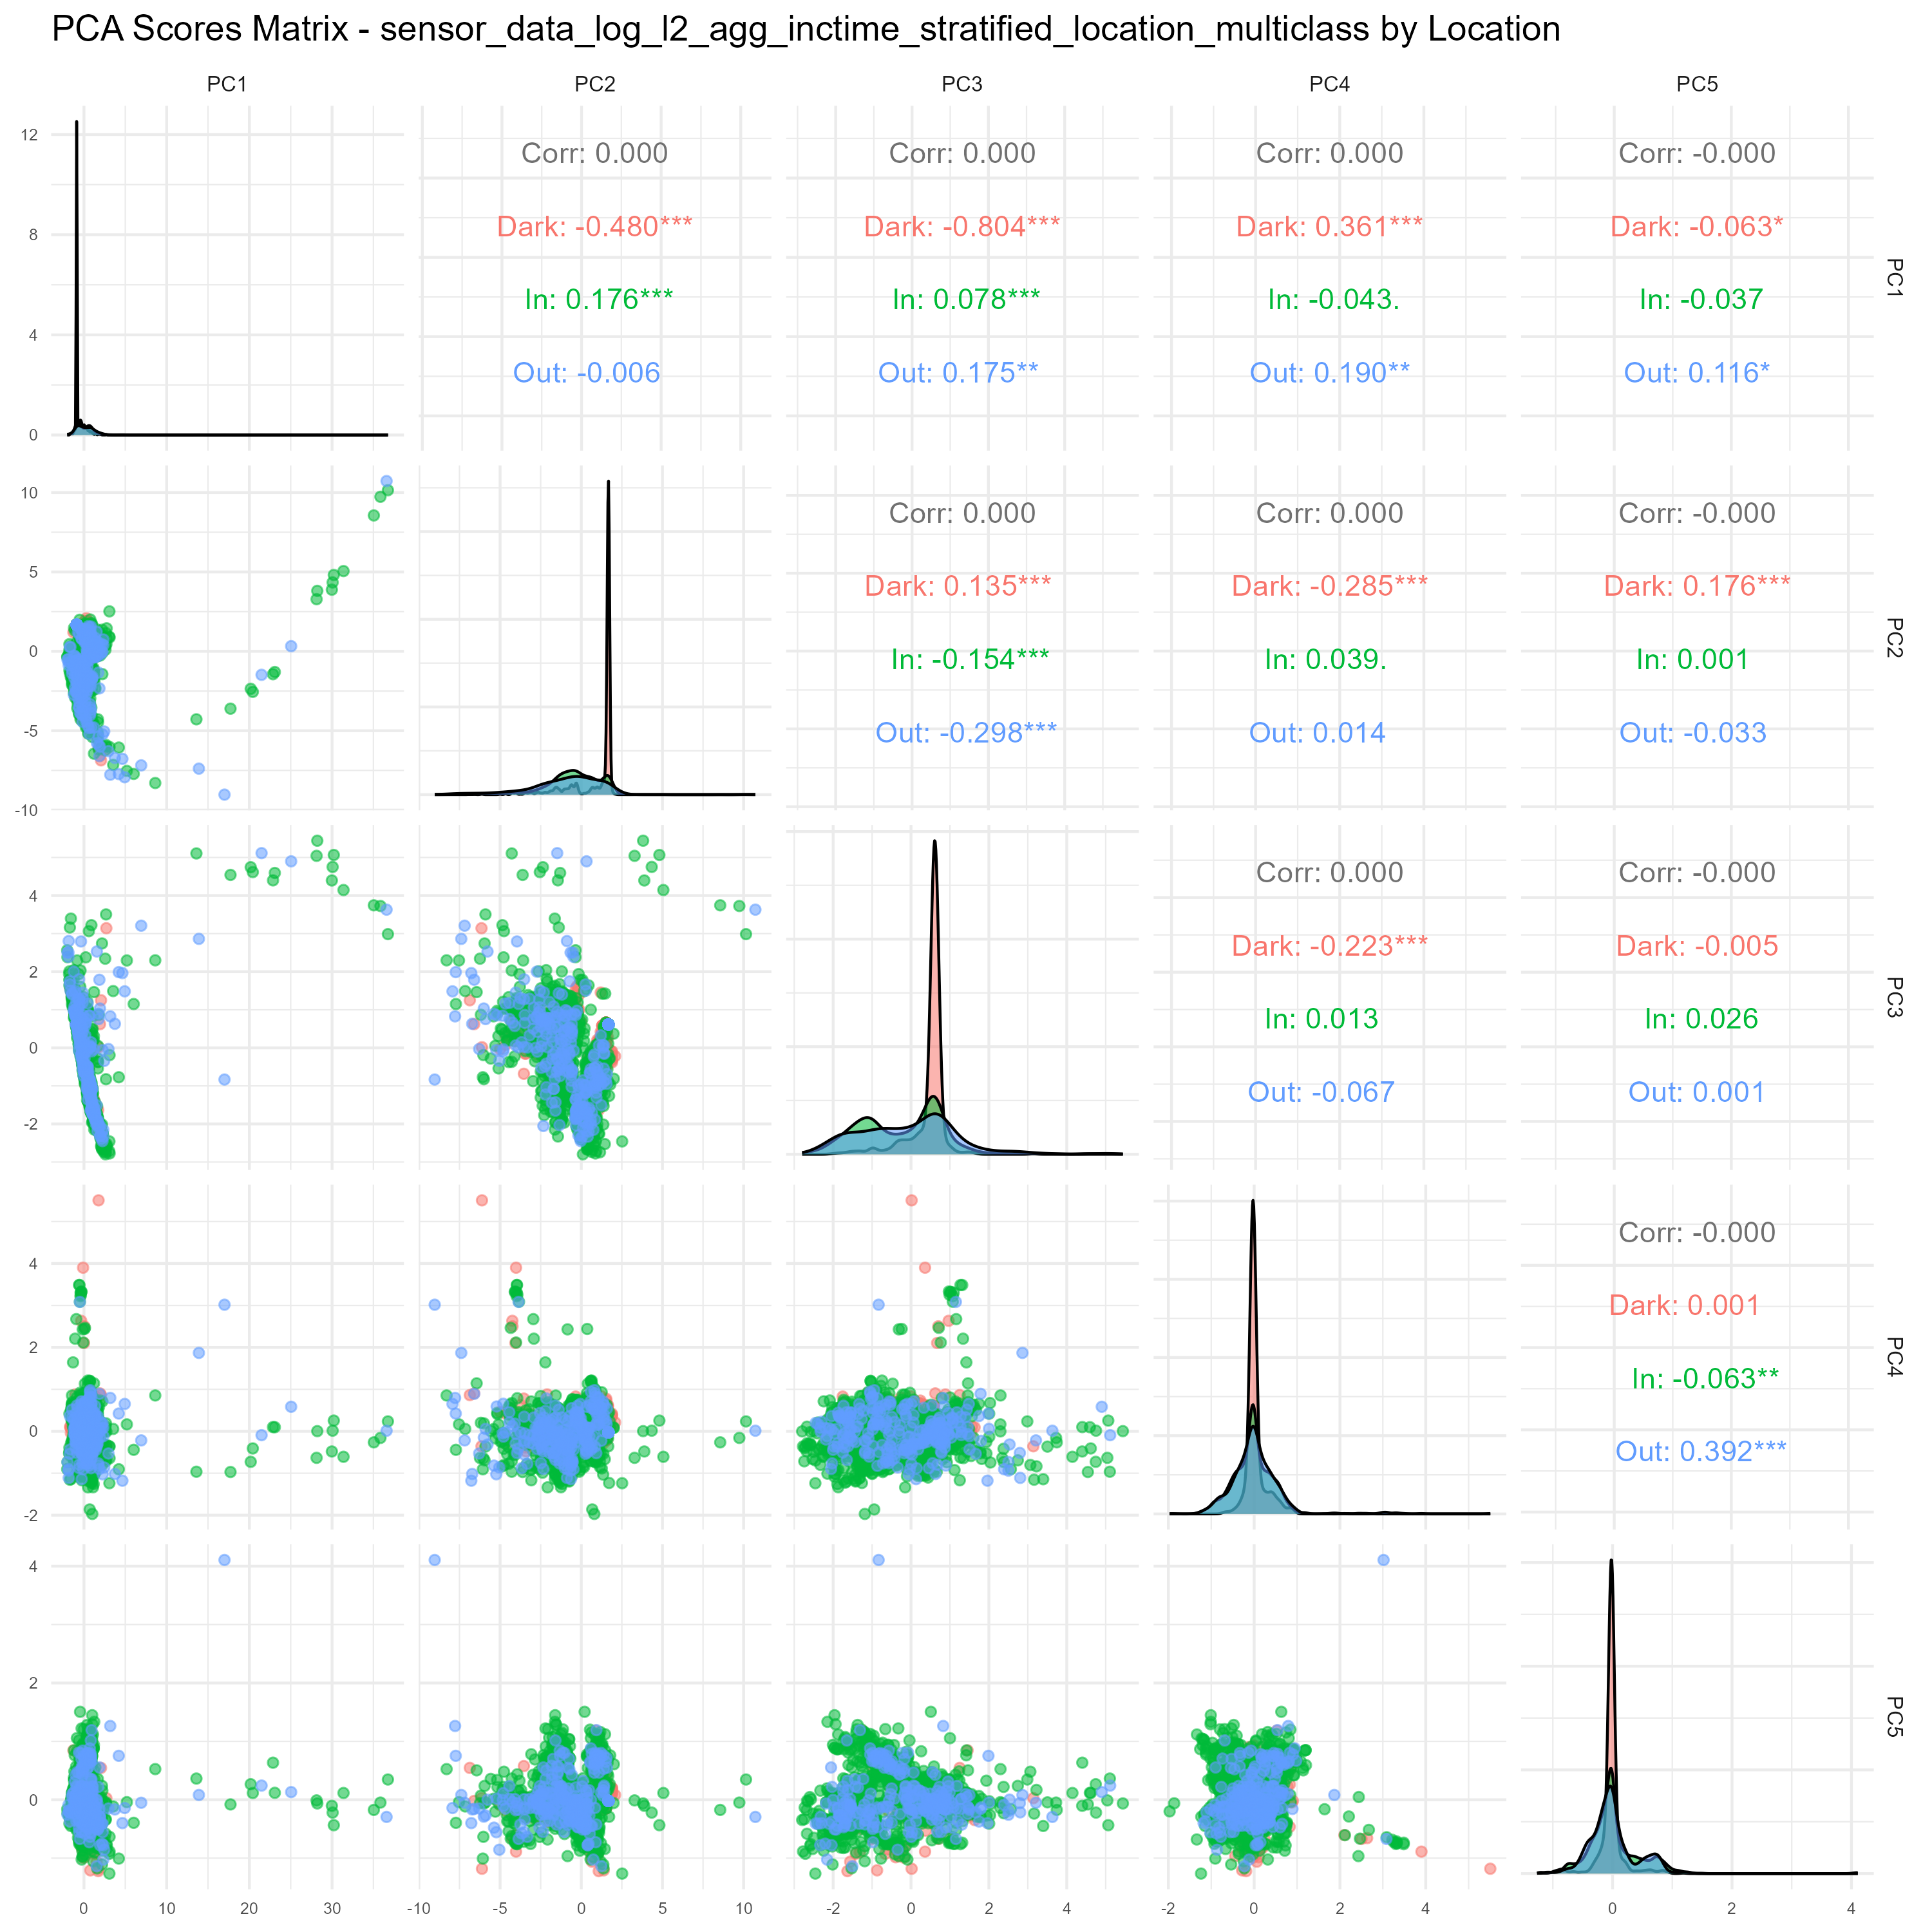 PCA Scores Matrix - sensor_data_log_l2_agg_inctime_stratified_location_multiclass by Location
PC1 PC2 PC3 PC4 PC5
12
8
4
0
Corr: 0.000
Dark: -0.480***
In: 0.176***
Out: -0.006
Corr: 0.000
Dark: -0.804***
In: 0.078***
Out: 0.175**
Corr: 0.000
Dark: 0.361***
In: -0.043.
Out: 0.190**
Corr: -0.000
Dark: -0.063*
In: -0.037
Out: 0.116*
PC1
10
5
0
-5
-10
Corr: 0.000
Dark: 0.135***
In: -0.154***
Out: -0.298***
Corr: 0.000
Dark: -0.285***
In: 0.039.
Out: 0.014
Corr: -0.000
Dark: 0.176***
In: 0.001
Out: -0.033
PC2
4
2
0
-2
Corr: 0.000
Dark: -0.223***
In: 0.013
Out: -0.067
Corr: -0.000
Dark: -0.005
In: 0.026
Out: 0.001
PC3
4
2
0
-2
Corr: -0.000
Dark: 0.001
In: -0.063**
Out: 0.392***
PC4
4
2
0
PC5
0 10 20 30
-10 -5 0 5 10
-2 0 2 4
-2 0 2 4
0 2 4